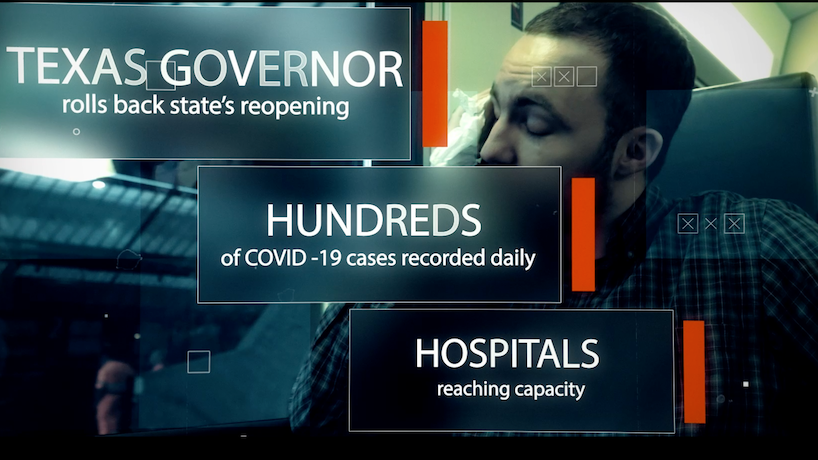 TEXAS GOVERNOR
rolls back state's reopening
HUNDREDS
of COVID -19 cases recorded daily
HOSPITALS
reaching capacity